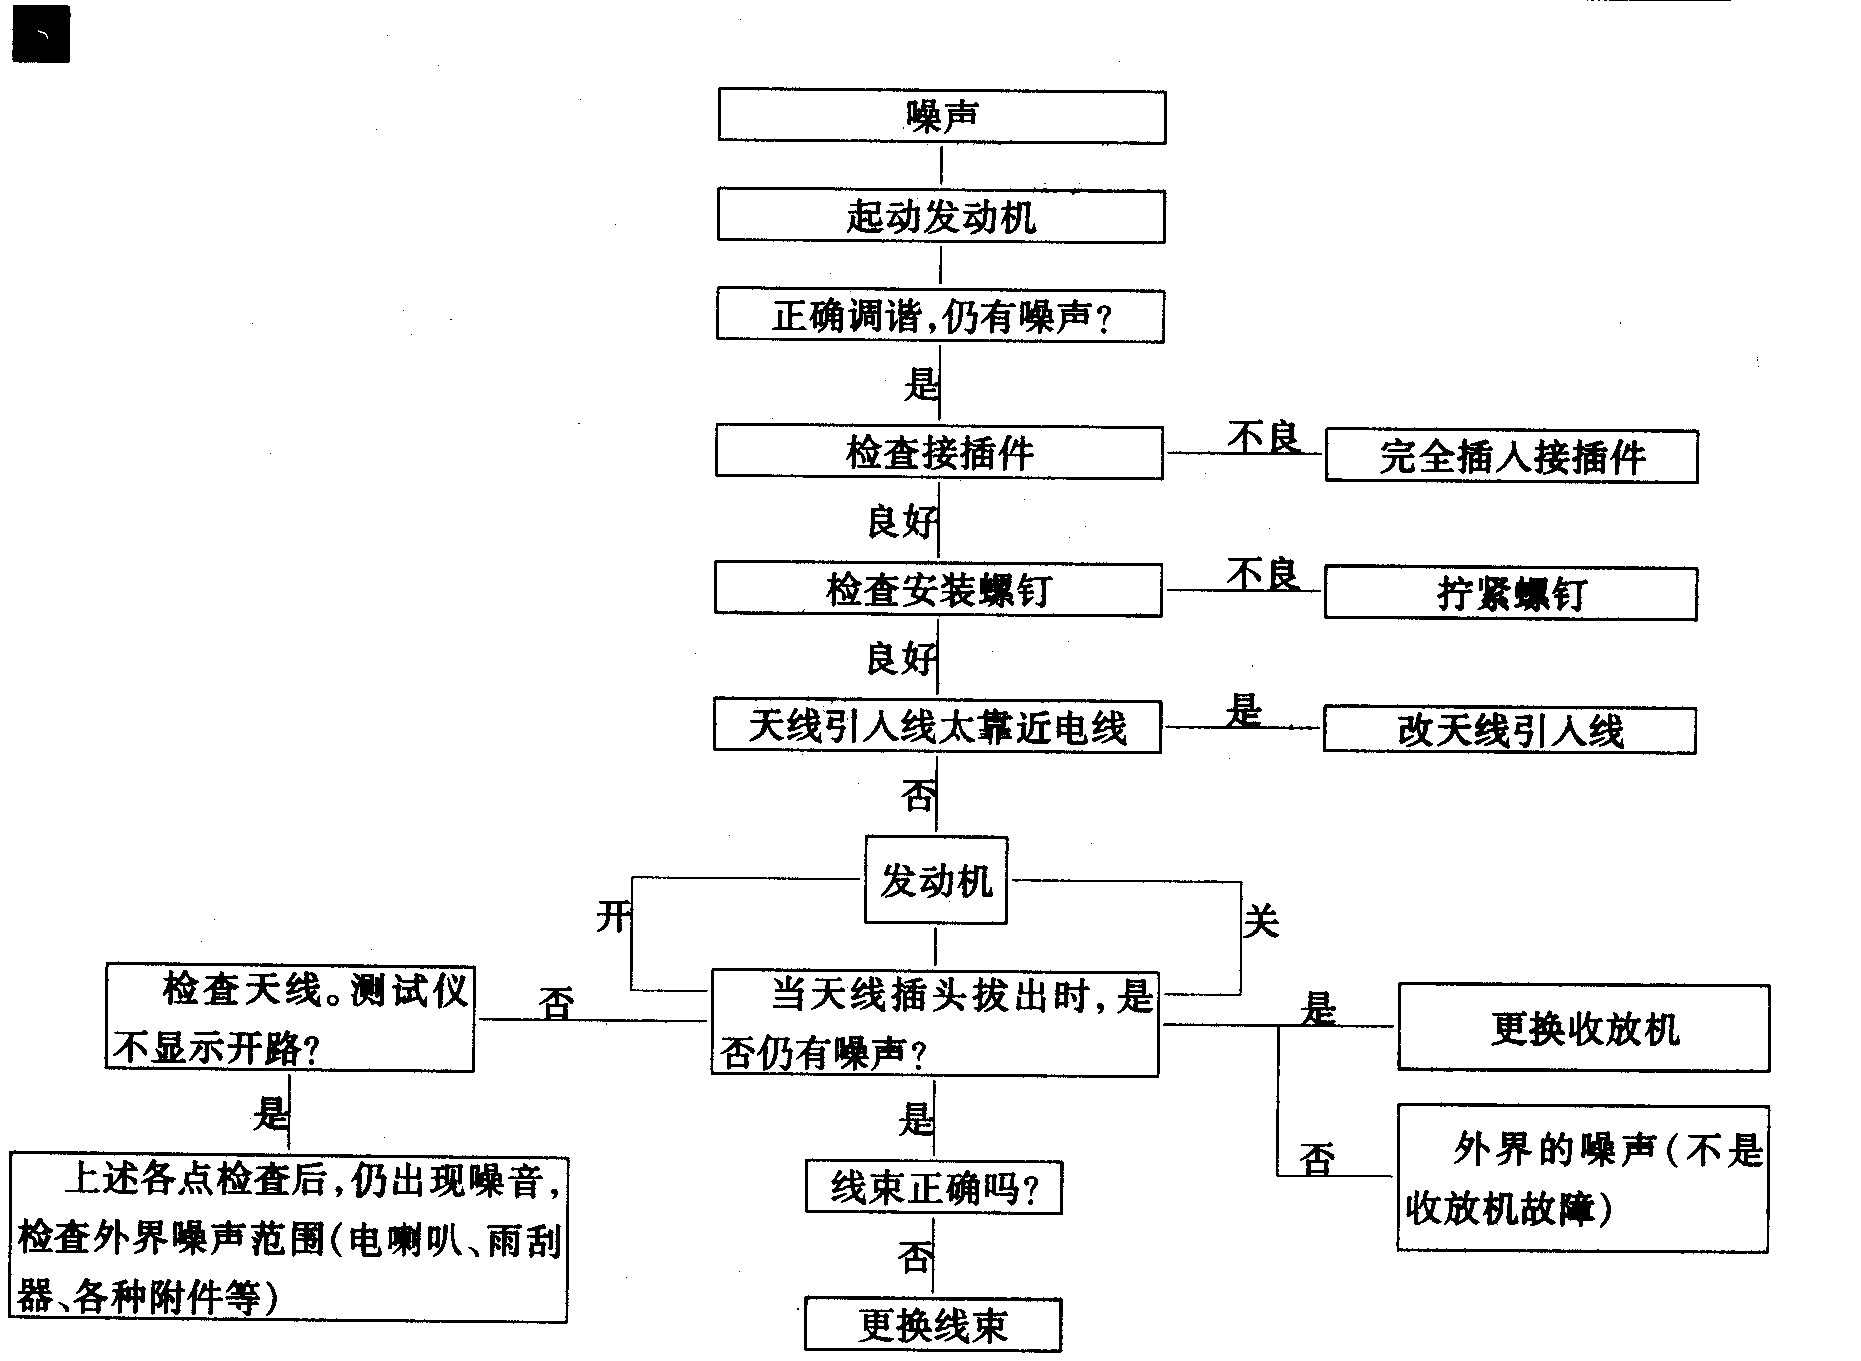 噪声
起动发动机
正确调谐,仍有噪声?
是
检查接插件
不良
完全插入接插件
良好
检查安装螺钉
不良
拧紧螺钉
良好
天线引入线太靠近电线
是
改天线引入线
否
发动机
开
关
检查天线。测试仪
不显示开路?
否
当天线插头拔出时,是
否仍有噪声?
是
更换收放机
是
上述各点检查后,仍出现噪音,
检查外界噪声范围(电喇叭、雨刮
器、各种附件等)
是
线束正确吗?
否
外界的噪声(不是
收放机故障)
否
更换线束